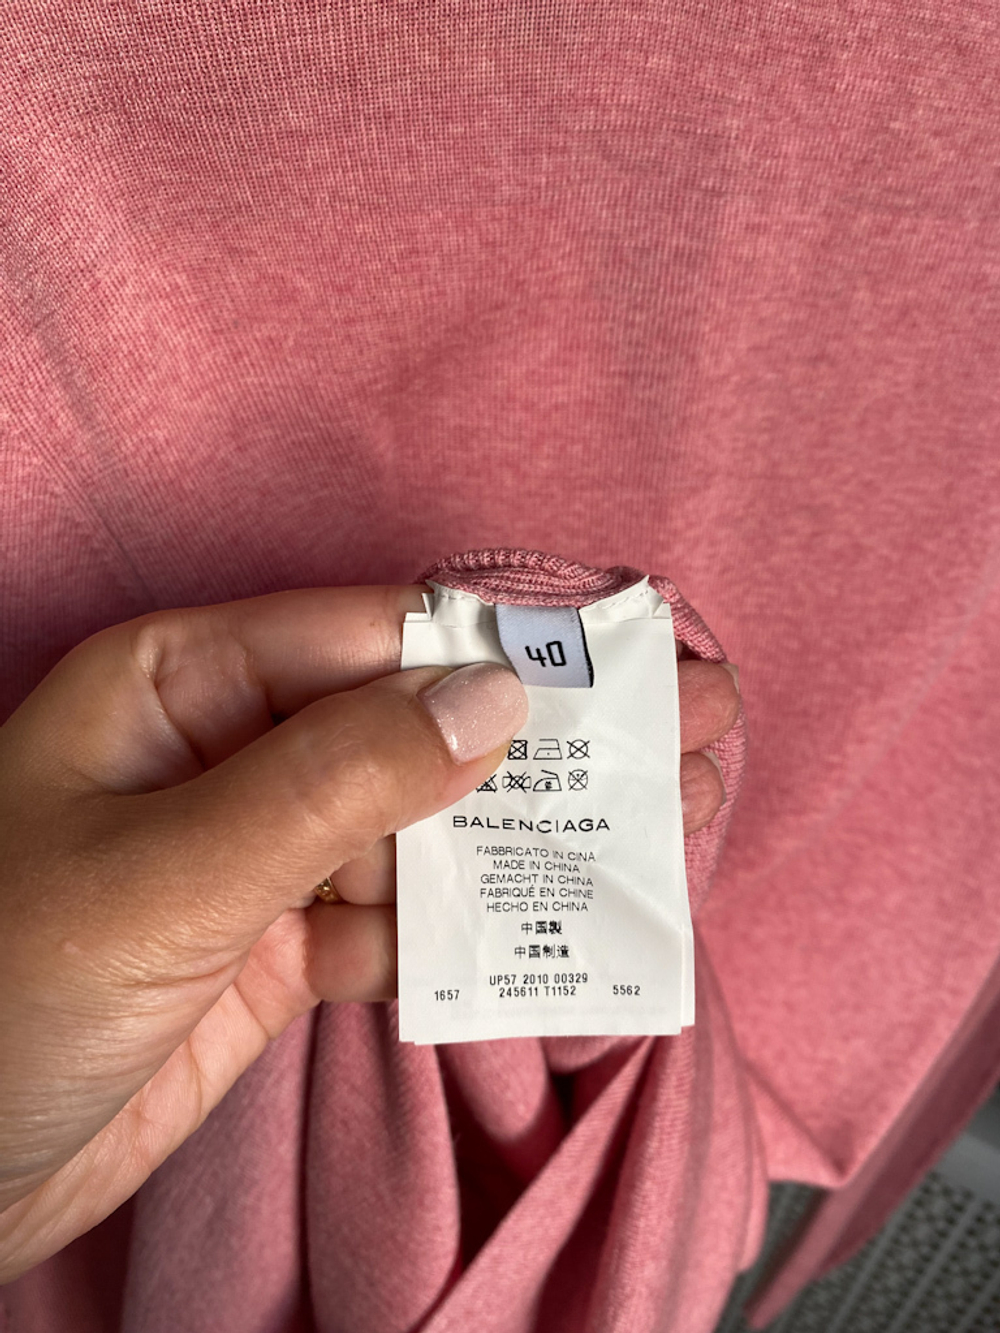 40
BALENCIAGA
FABBRICATO IN CINA
MADE IN CHINA
GEMACHT IN CHINA
FABRIQUÉ EN CHINE
HECHO EN CHINA
中国製
中国制造
UP57 2010 00329
1657 245611 T1152 5562